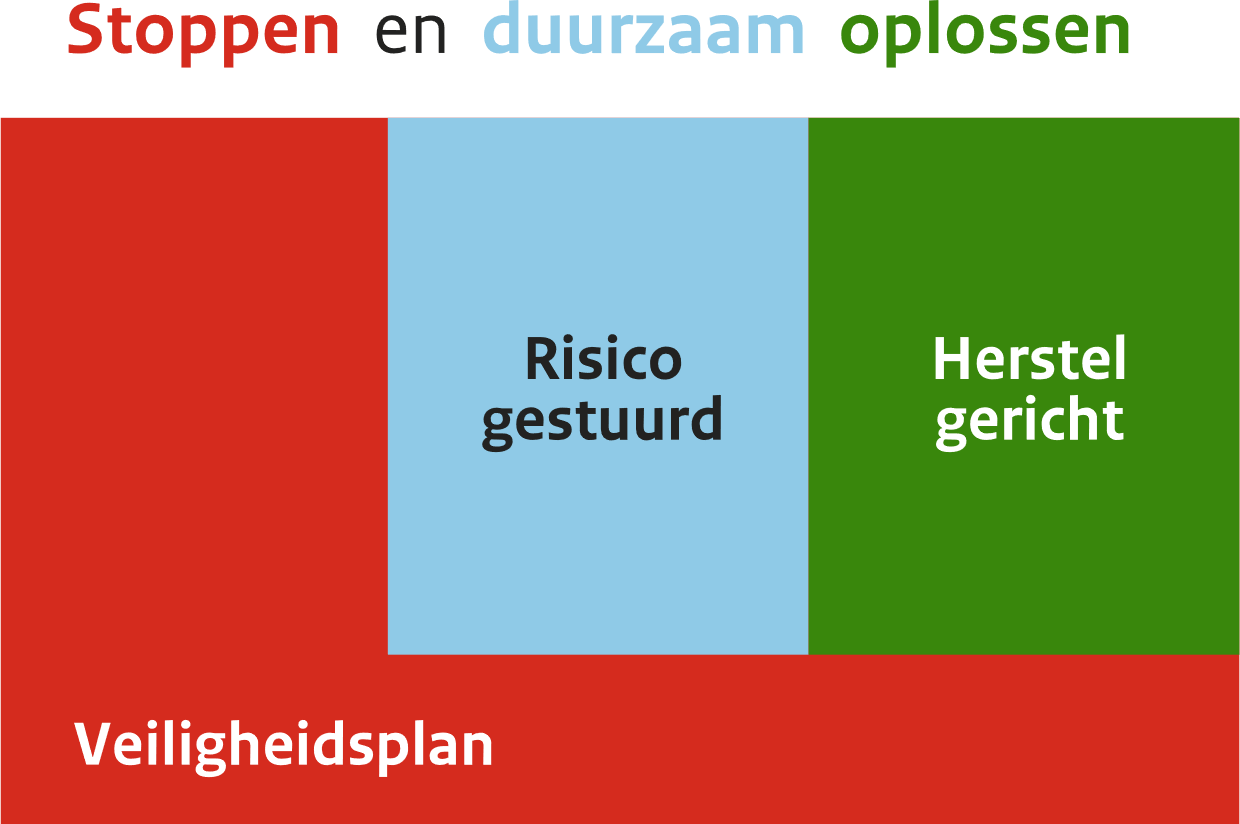 Stoppen en duurzaam oplossen
Risico
gestuurd
Herstel
gericht
Veiligheidsplan